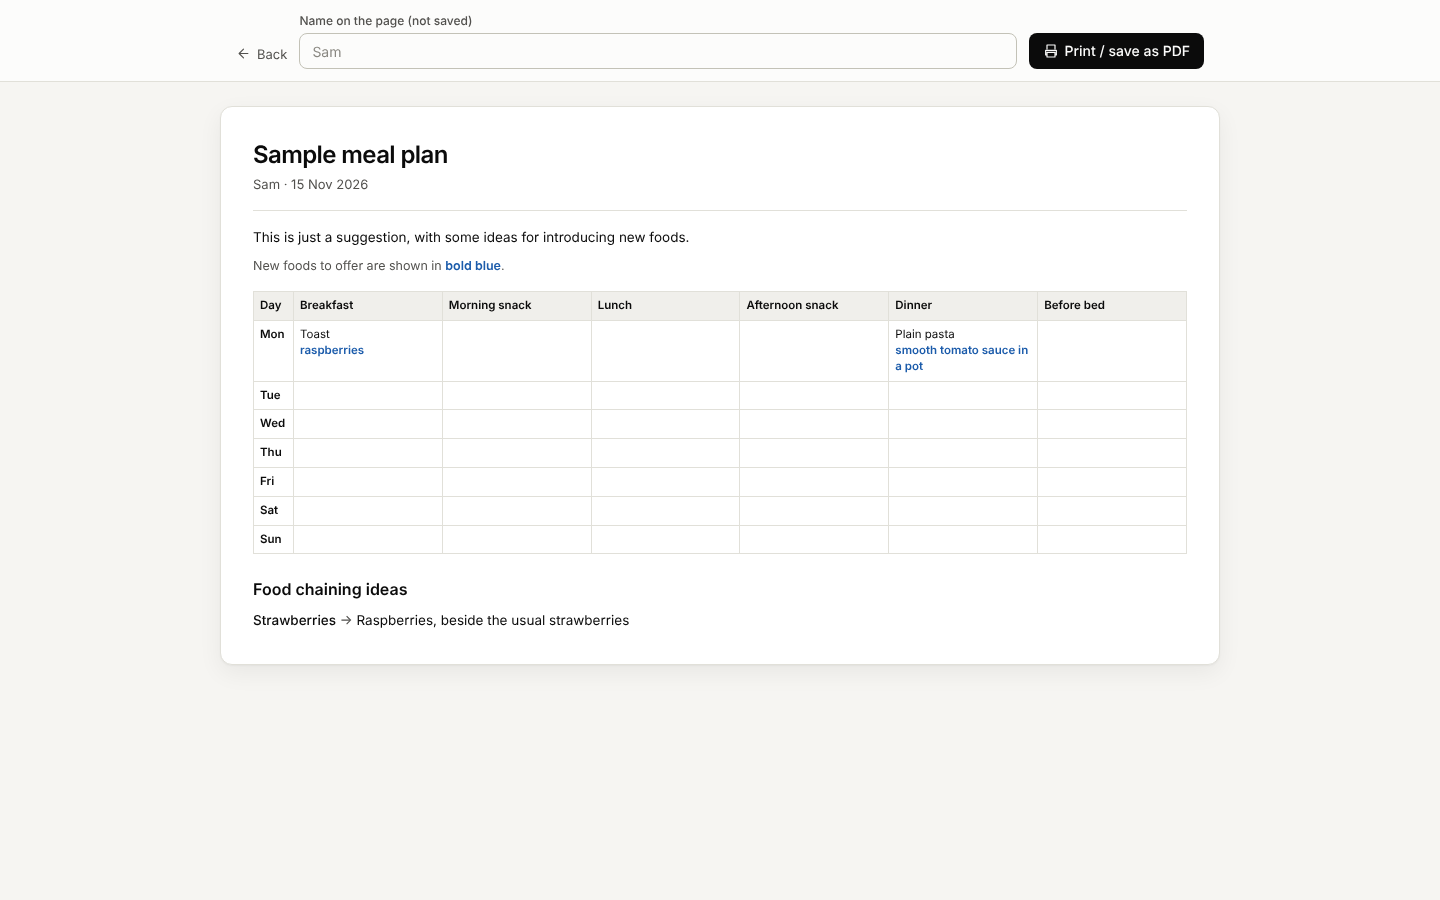 Name on the page (not saved)
← Back
Sam
Print / save as PDF
Sample meal plan
Sam · 15 Nov 2026
This is just a suggestion, with some ideas for introducing new foods.
New foods to offer are shown in bold blue.
Day Breakfast Morning snack Lunch Afternoon snack Dinner Before bed
Mon Toast Plain pasta
raspberries smooth tomato sauce in
a pot
Tue
Wed
Thu
Fri
Sat
Sun
Food chaining ideas
Strawberries → Raspberries, beside the usual strawberries